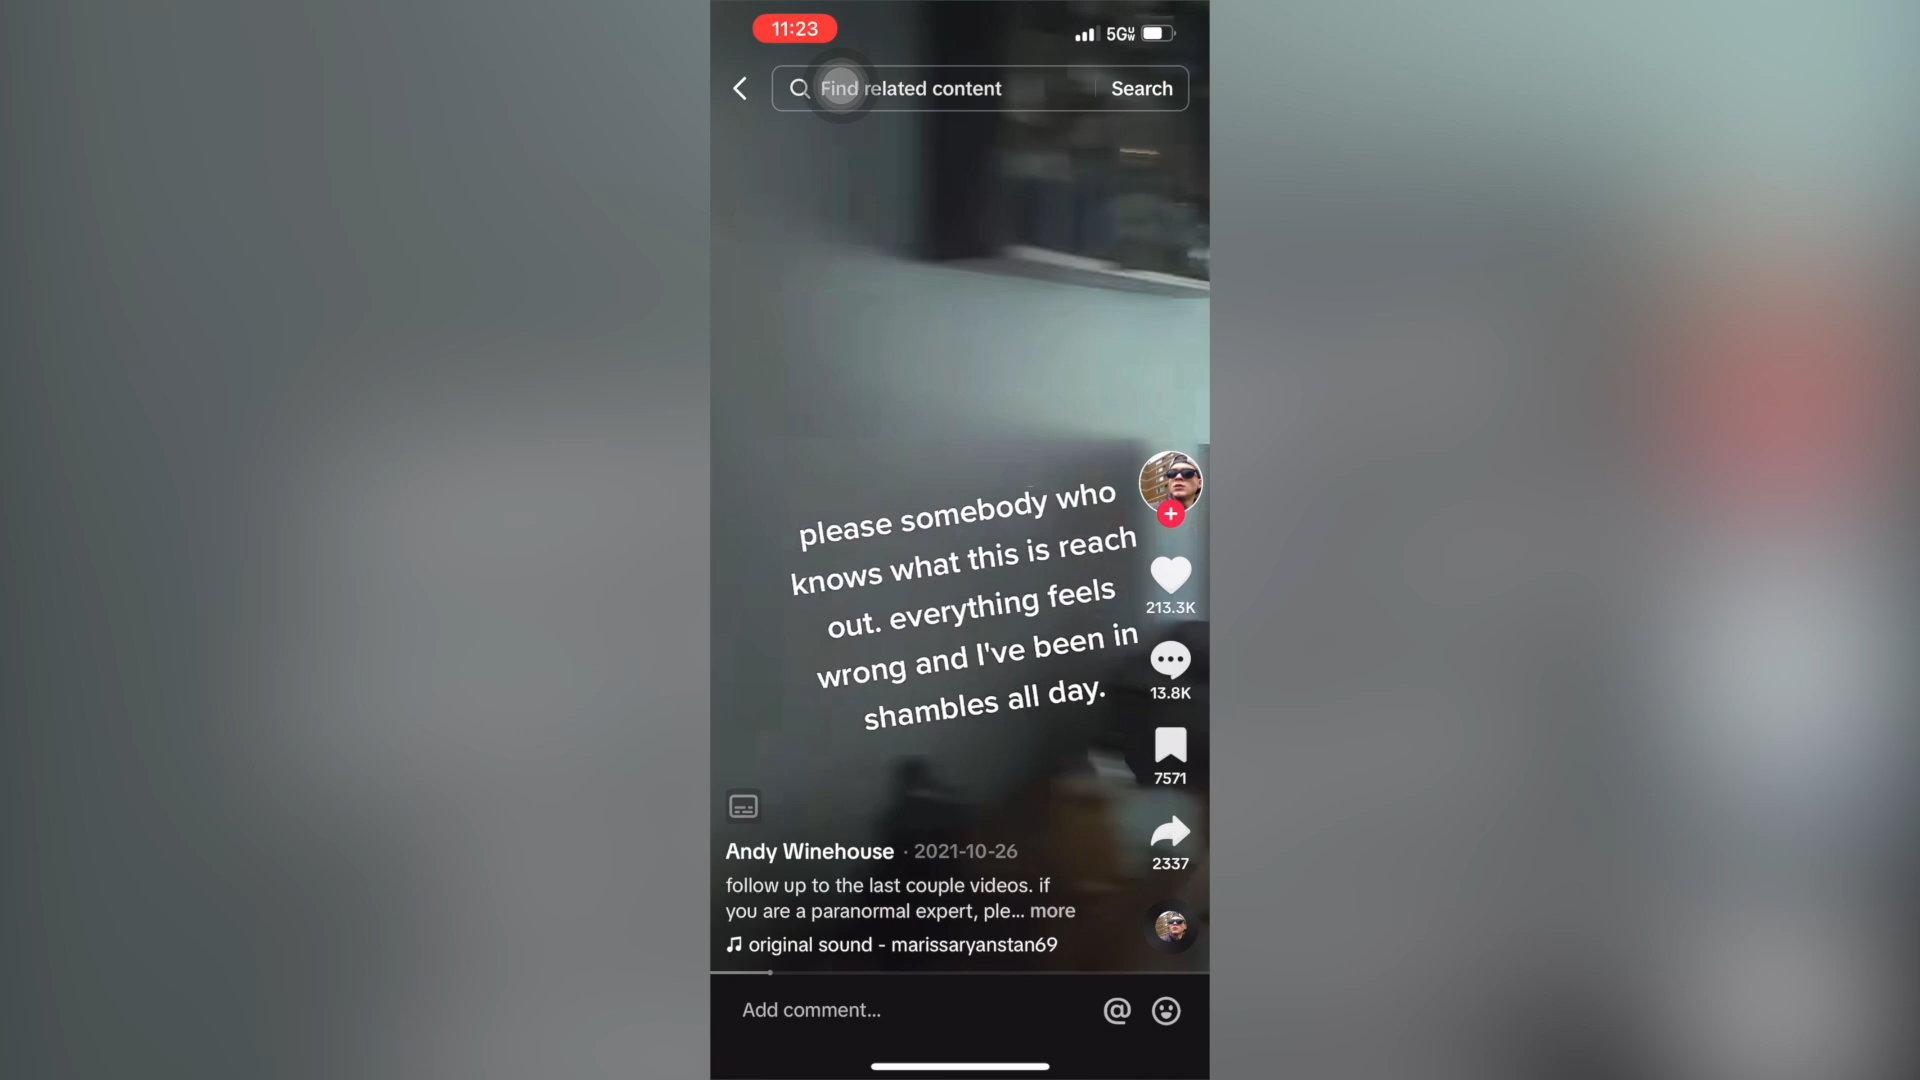 11:23
5GUW
Find related content
Search
please somebody who
knows what this is reach
out. everything feels
wrong and I've been in
shambles all day.
213.3K
13.8K
7571
2337
Andy Winehouse · 2021-10-26
follow up to the last couple videos. if
you are a paranormal expert, ple... more
original sound - marissaryanstan69
Add comment...
@